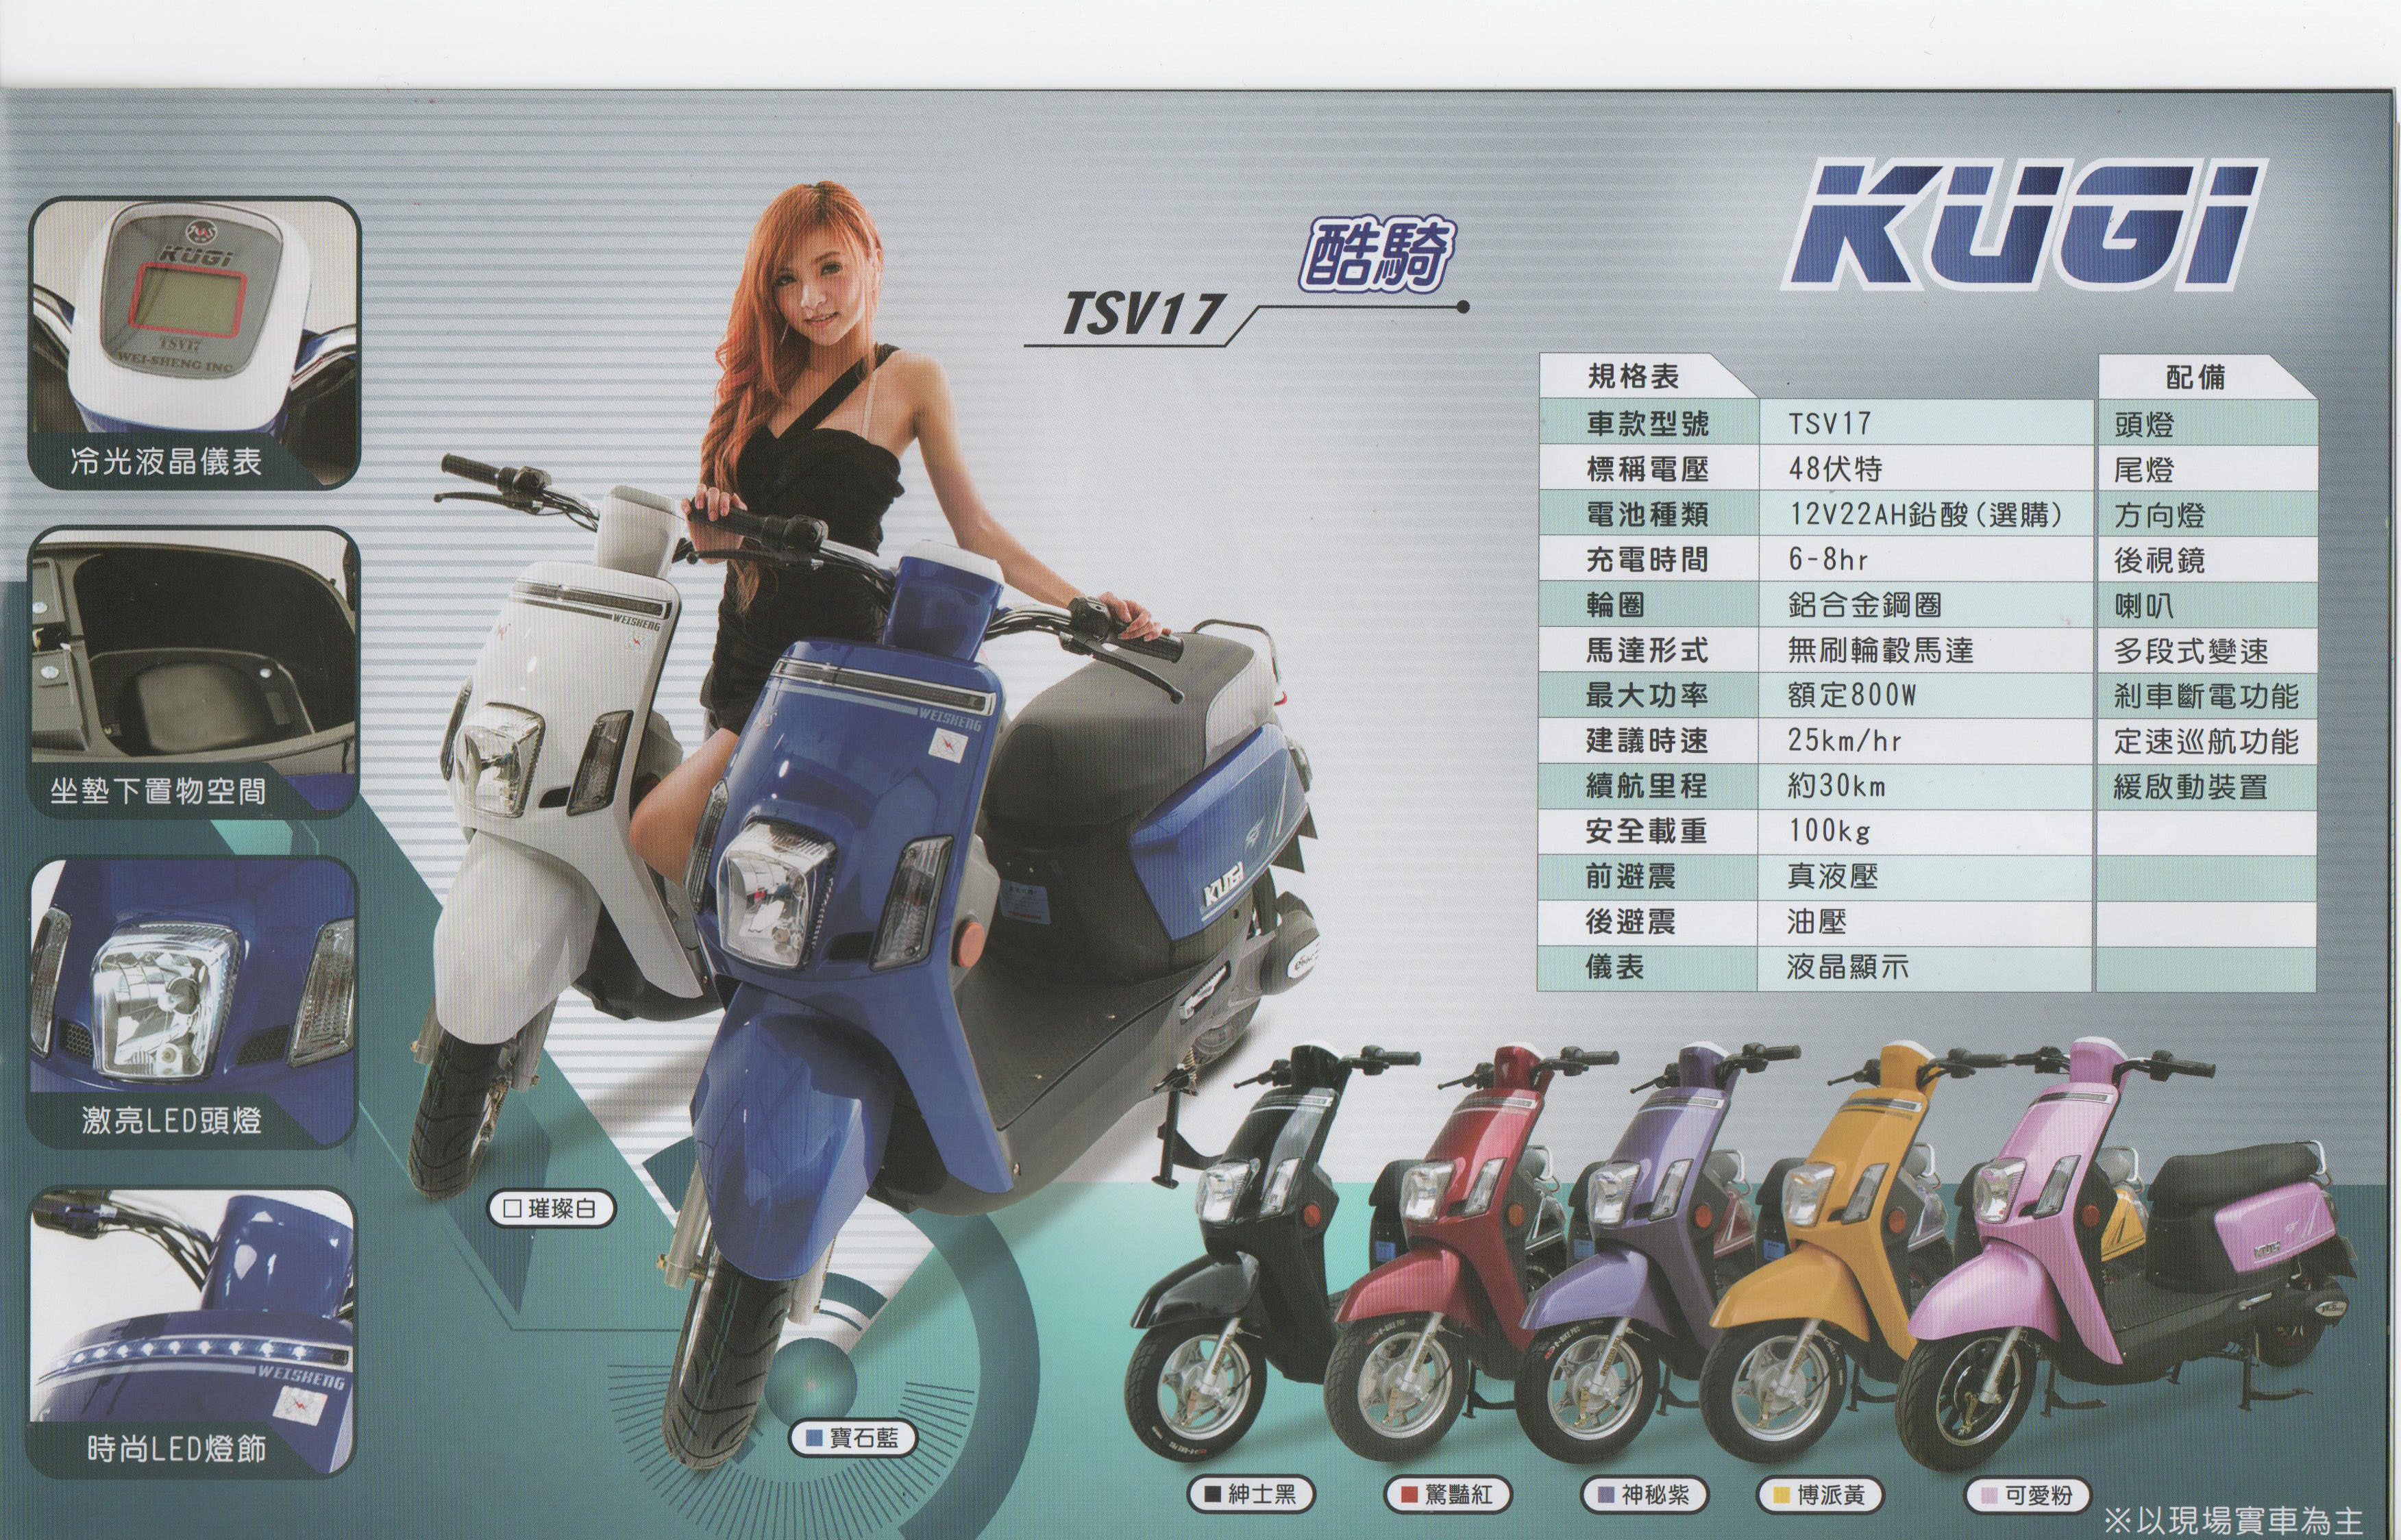 KUGi
TSV17
WEI-SHENG INC
冷光液晶儀表
坐墊下置物空間
激亮LED頭燈
WEISHENG
時尚LED燈飾
TSV17
酷騎
KUGi
WEISHENG
WEISHENG
KUGi
□璀璨白
寶石藍
規格表
車款型號 TSV17
標稱電壓 48伏特
電池種類 12V22AH鉛酸(選購)
充電時間 6-8hr
輪圈 鋁合金鋼圈
馬達形式 無刷輪轂馬達
最大功率 額定800W
建議時速 25km/hr
續航里程 約30km
安全載重 100kg
前避震 真液壓
後避震 油壓
儀表 液晶顯示
配備
頭燈
尾燈
方向燈
後視鏡
喇叭
多段式變速
剎車斷電功能
定速巡航功能
緩啟動裝置
KUGi
紳士黑
驚豔紅
神秘紫
博派黃
可愛粉
※以現場實車為主